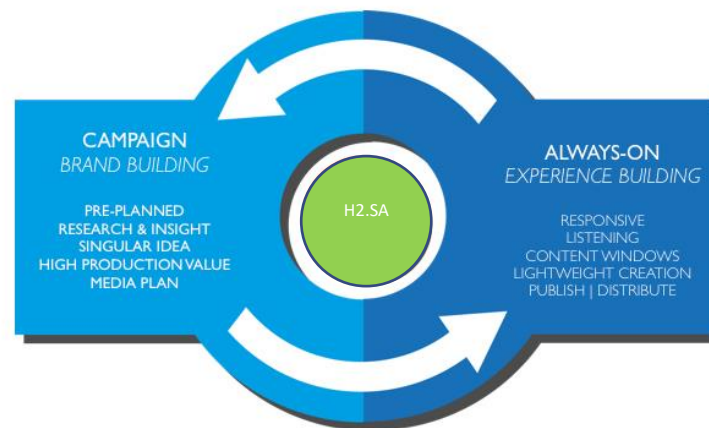 CAMPAIGN
BRAND BUILDING
PRE-PLANNED
RESEARCH & INSIGHT
SINGULAR IDEA
HIGH PRODUCTION VALUE
MEDIA PLAN
H2.SA
ALWAYS-ON
EXPERIENCE BUILDING
RESPONSIVE
LISTENING
CONTENT WINDOWS
LIGHTWEIGHT CREATION
PUBLISH | DISTRIBUTE